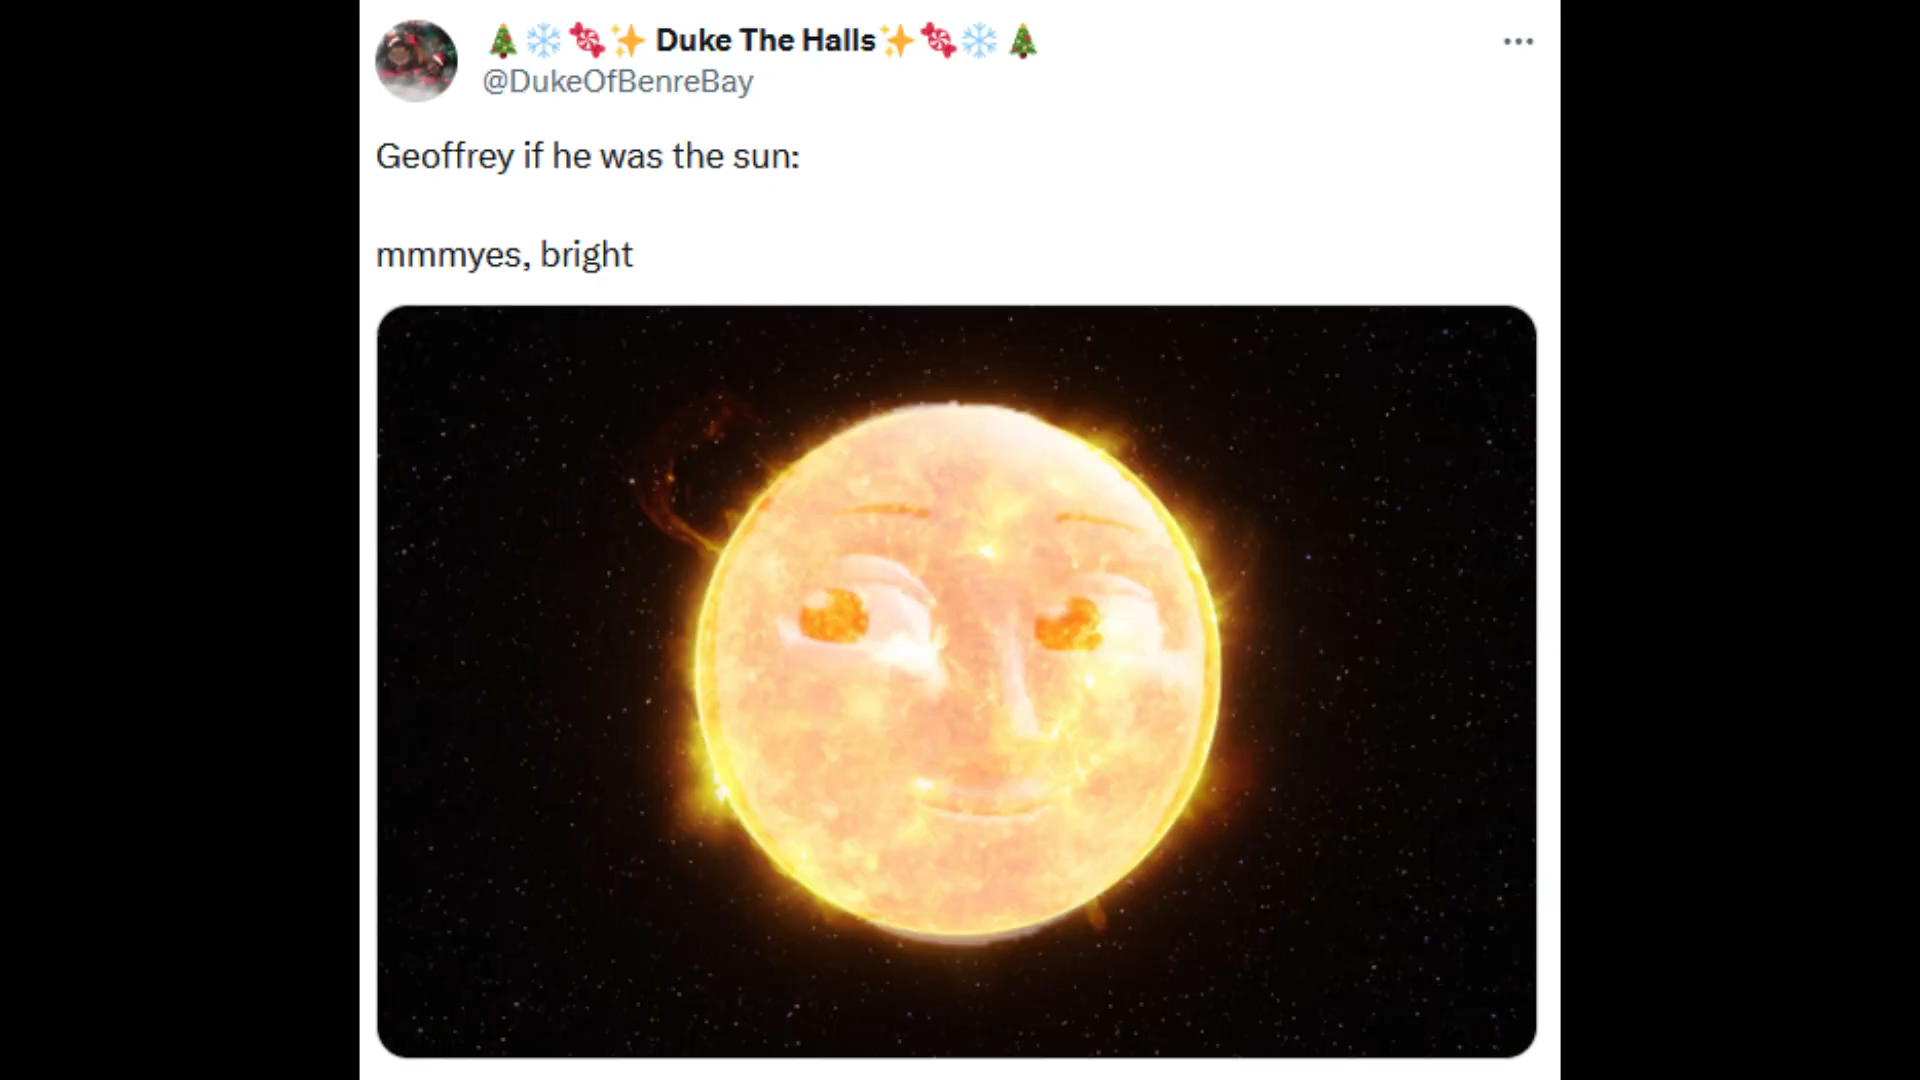 🎄❄️🍬✨ Duke The Halls✨🍬❄️🎄
@DukeOfBenreBay
Geoffrey if he was the sun:
mmmyes, bright